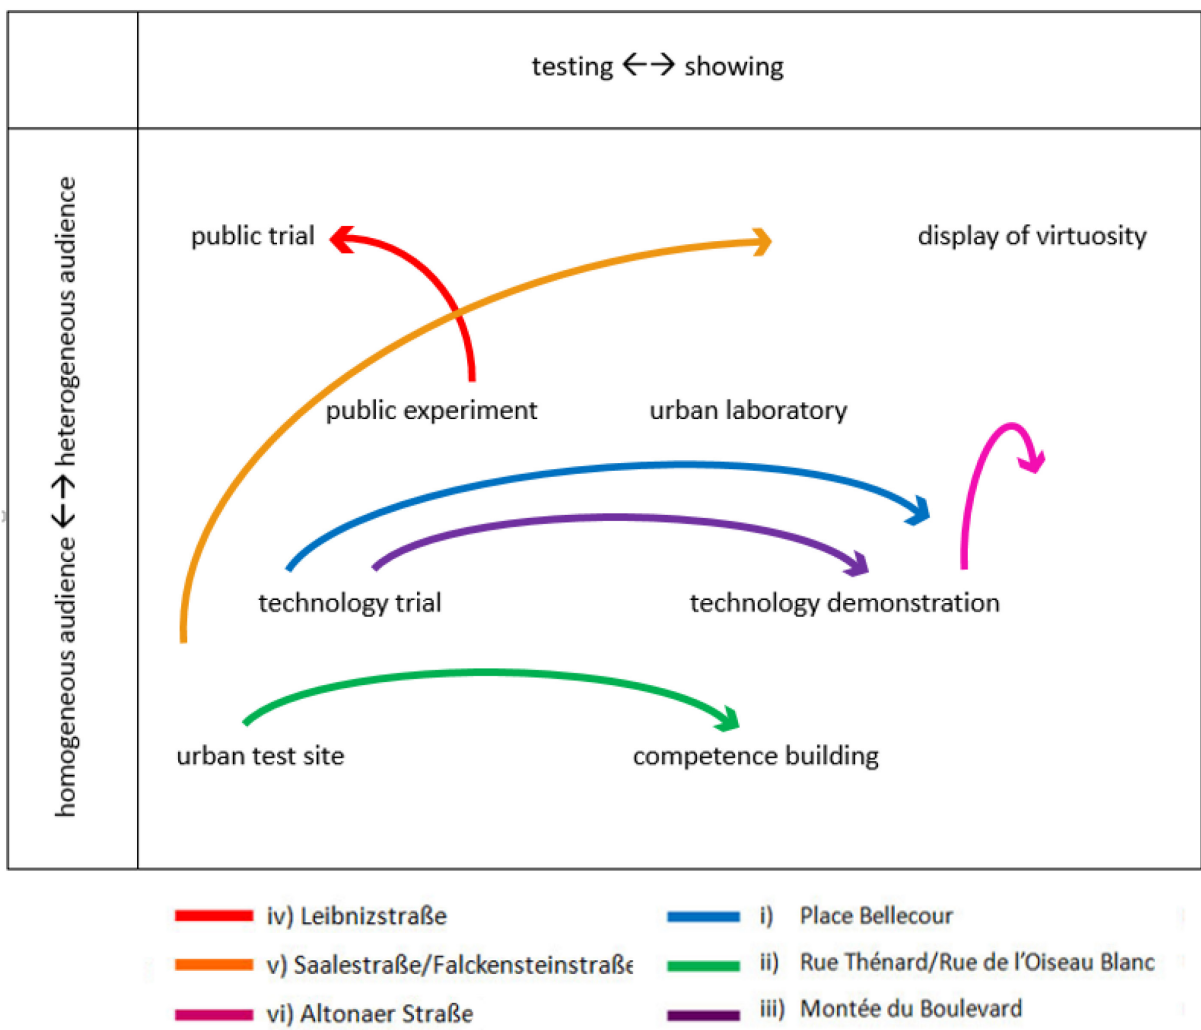 testing ←→ showing
homogeneous audience ←→ heterogeneous audience
public trial
display of virtuosity
public experiment
urban laboratory
technology trial
technology demonstration
urban test site
competence building
iv) Leibnizstraße
i) Place Bellecour
v) Saalestraße/Falckensteinstraße
ii) Rue Thénard/Rue de l'Oiseau Blanc
vi) Altonaer Straße
iii) Montée du Boulevard